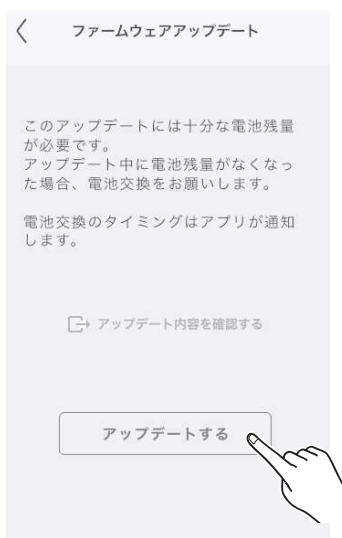 ファームウェアアップデート
このアップデートには十分な電池残量
が必要です。
アップデート中に電池残量がなくなっ
た場合、電池交換をお願いします。
電池交換のタイミングはアプリが通知
します。
アップデート内容を確認する
アップデートする